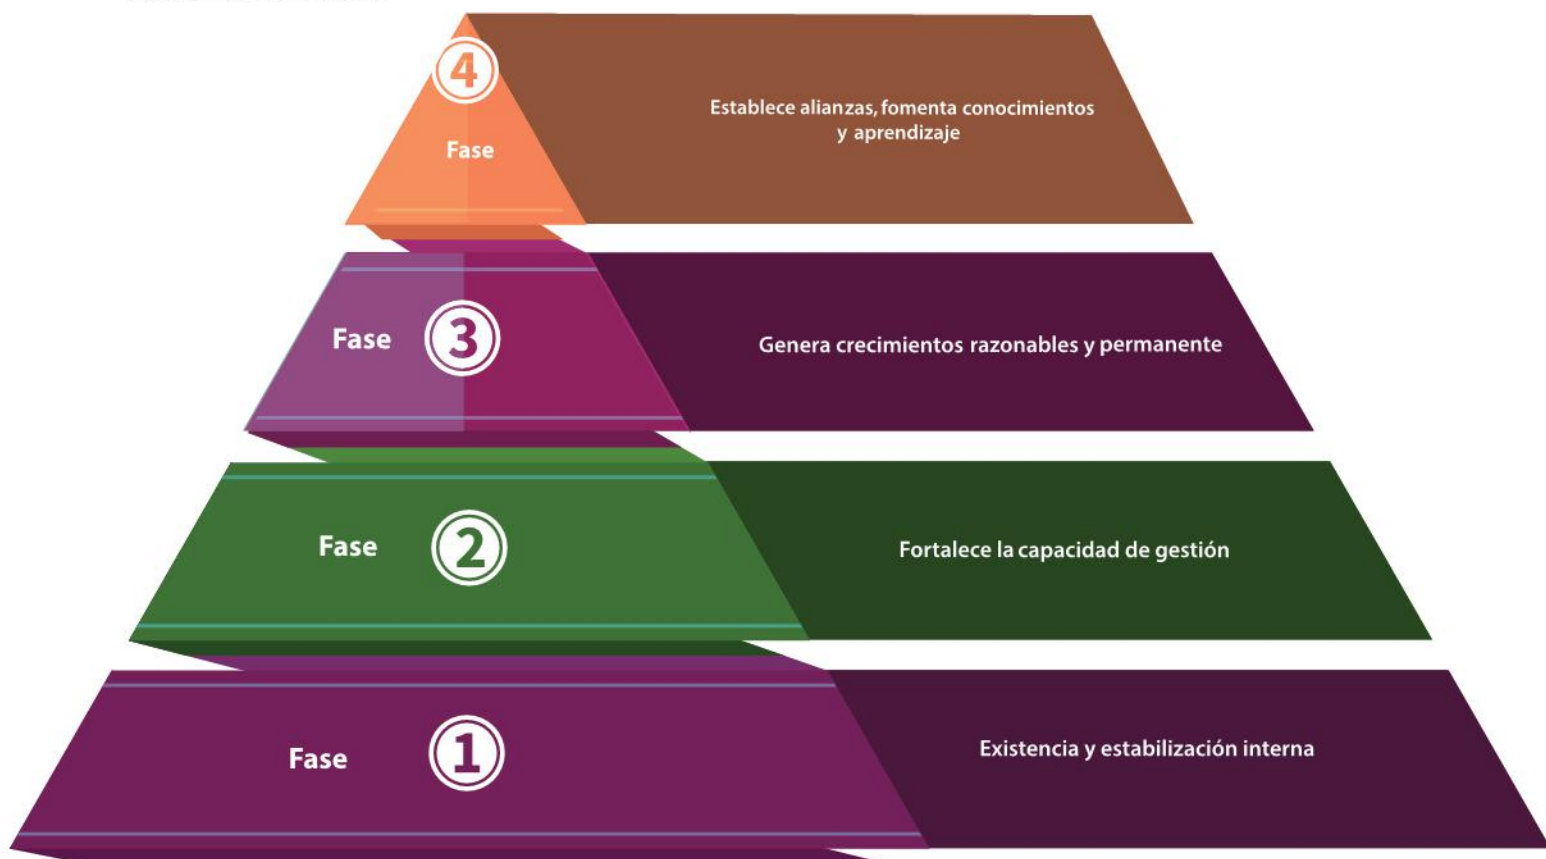 4
Fase
Establece alianzas, fomenta conocimientos
y aprendizaje
Fase 3
Genera crecimientos razonables y permanente
Fase 2
Fortalece la capacidad de gestión
Fase 1
Existencia y estabilización interna